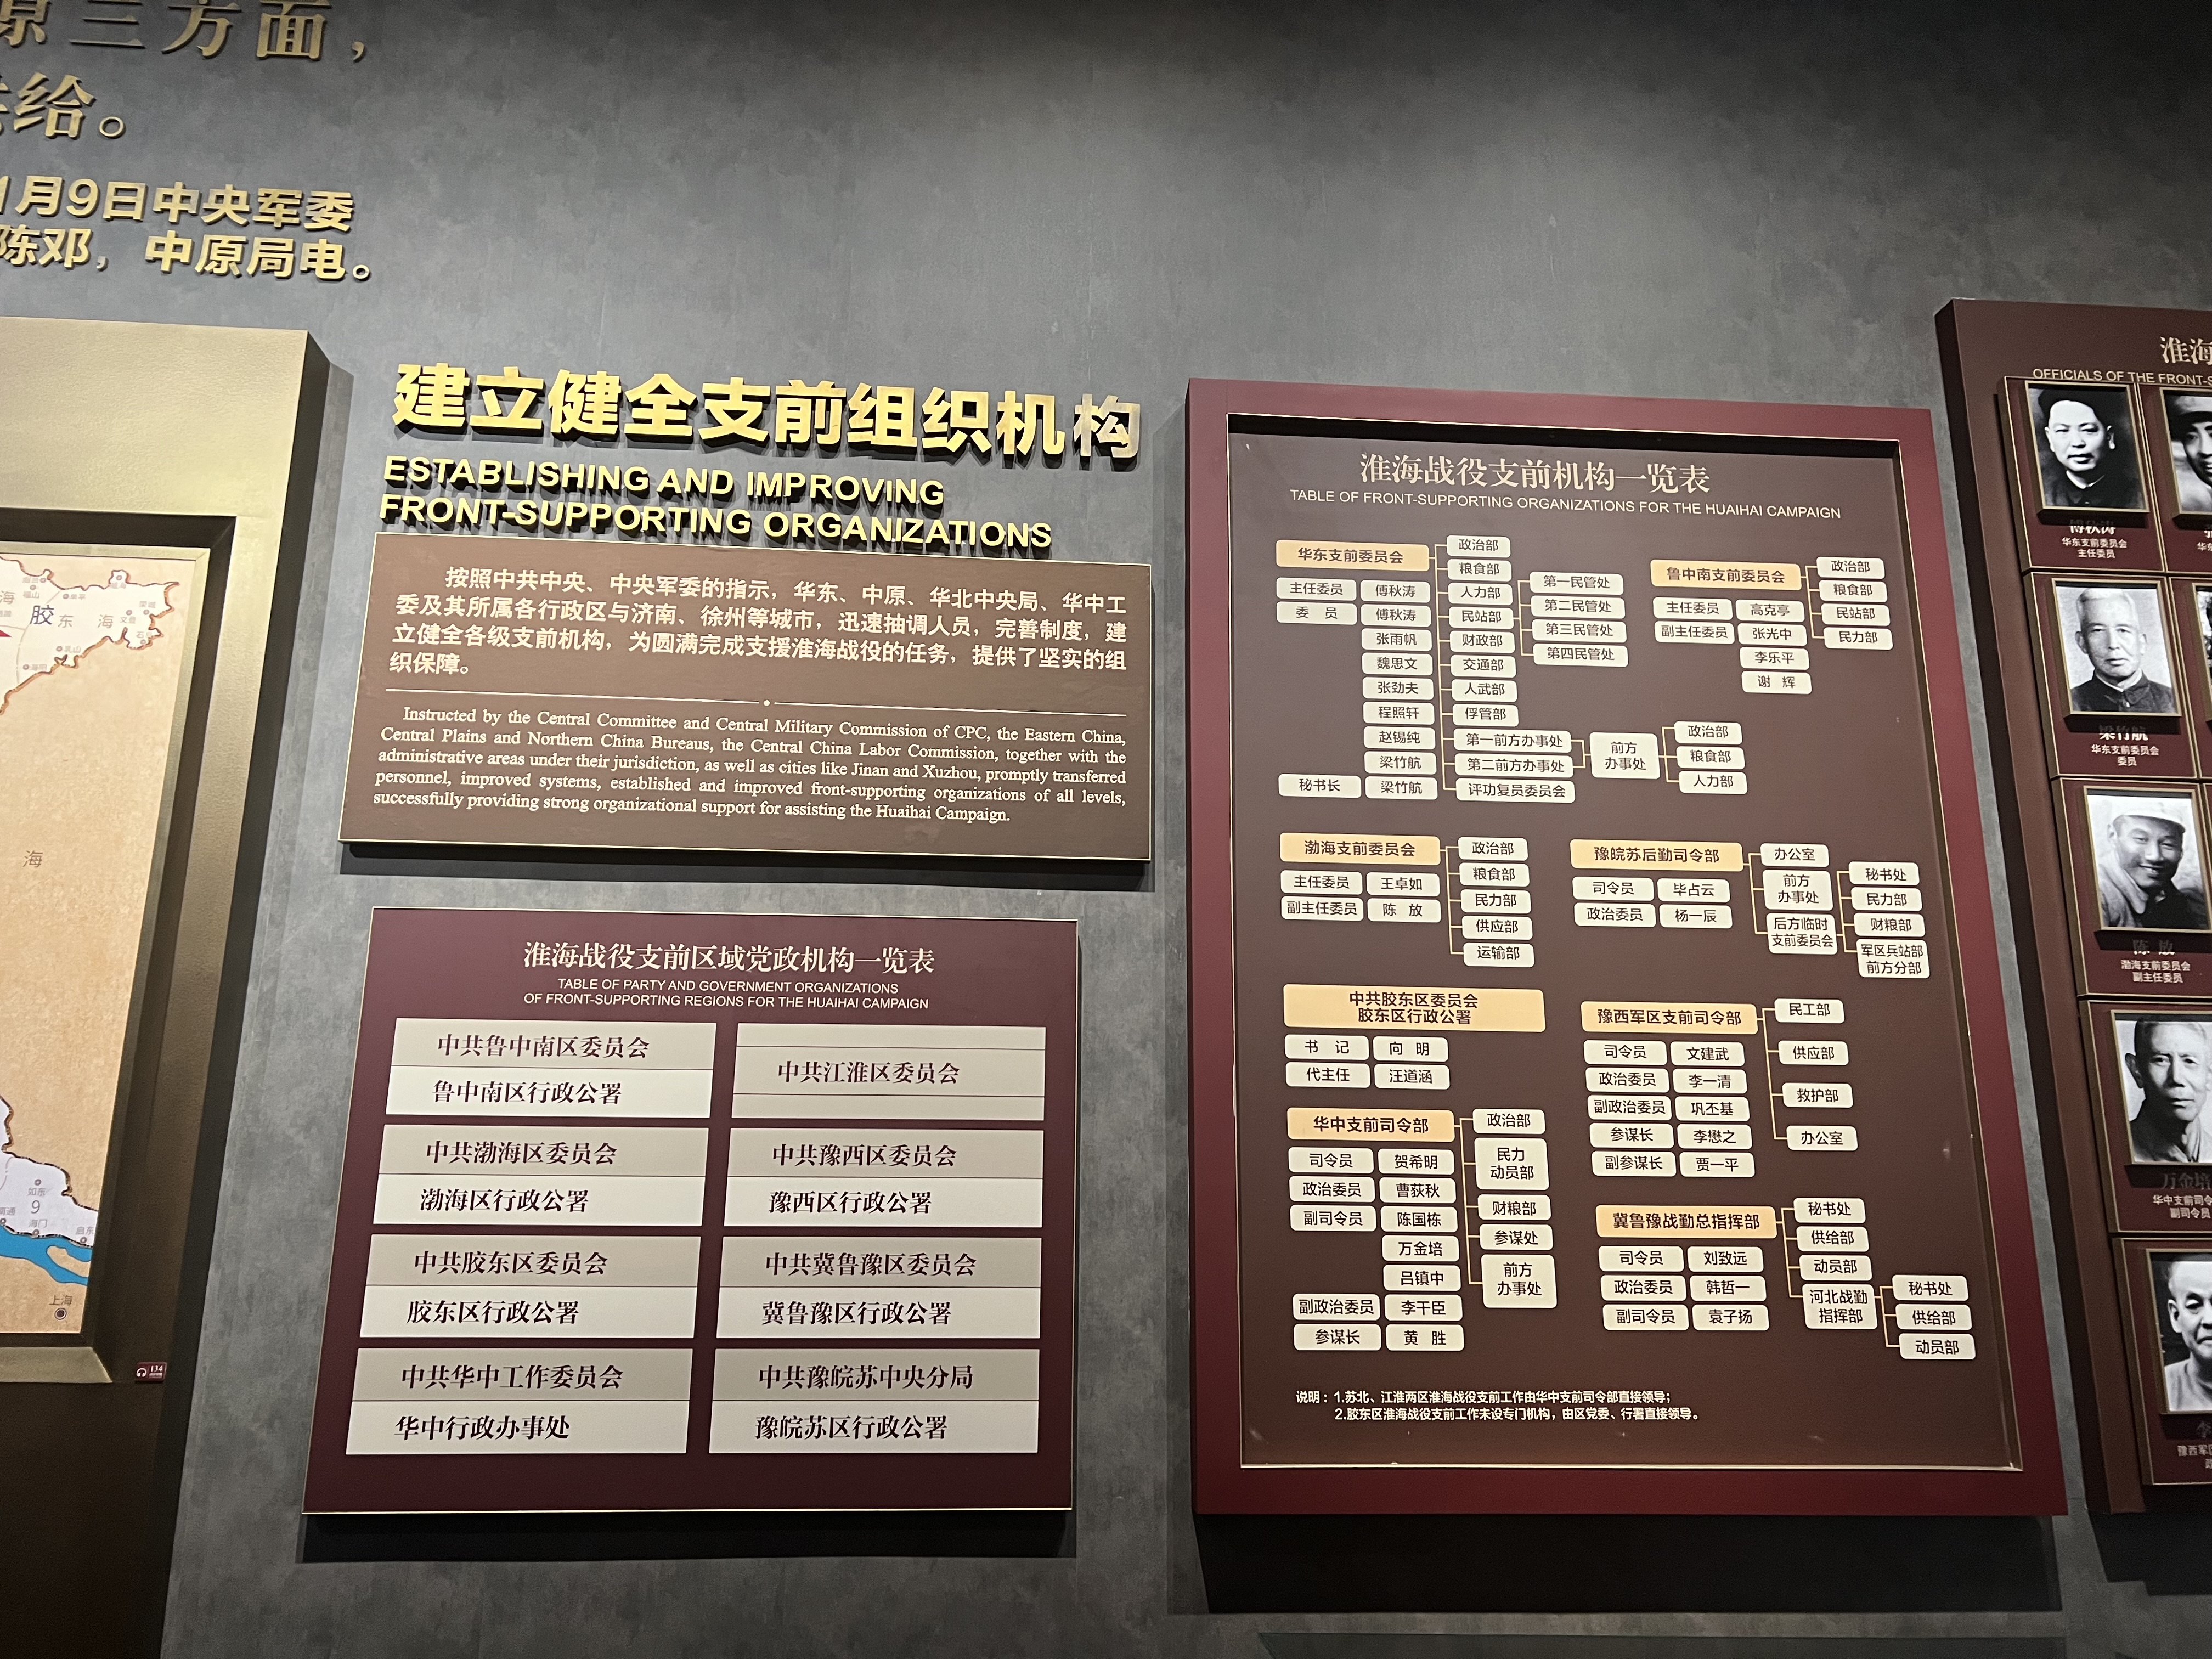 原三方面，
给。
1月9日中央军委
陈邓，中原局电。
胶东
海
海
如东
9
海门
启东
上海
134
建立健全支前组织机构
ESTABLISHING AND IMPROVING
FRONT-SUPPORTING ORGANIZATIONS
按照中共中央、中央军委的指示，华东、中原、华北中央局、华中工
委及其所属各行政区与济南、徐州等城市，迅速抽调人员，完善制度，建
立健全各级支前机构，为圆满完成支援淮海战役的任务，提供了坚实的组
织保障。
Instructed by the Central Committee and Central Military Commission of CPC, the Eastern China,
Central Plains and Northern China Bureaus, the Central China Labor Commission, together with the
administrative areas under their jurisdiction, as well as cities like Jinan and Xuzhou, promptly transferred
personnel, improved systems, established and improved front-supporting organizations of all levels,
successfully providing strong organizational support for assisting the Huaihai Campaign.
淮海战役支前区域党政机构一览表
TABLE OF PARTY AND GOVERNMENT ORGANIZATIONS
OF FRONT-SUPPORTING REGIONS FOR THE HUAIHAI CAMPAIGN
中共鲁中南区委员会
鲁中南区行政公署
中共渤海区委员会
渤海区行政公署
中共胶东区委员会
胶东区行政公署
中共华中工作委员会
华中行政办事处
中共江淮区委员会
中共豫西区委员会
豫西区行政公署
中共冀鲁豫区委员会
冀鲁豫区行政公署
中共豫皖苏中央分局
豫皖苏区行政公署
淮海战役支前机构一览表
TABLE OF FRONT-SUPPORTING ORGANIZATIONS FOR THE HUAIHAI CAMPAIGN
华东支前委员会
主任委员 傅秋涛
委 员 傅秋涛
张雨帆
魏思文
张劲夫
程照轩
赵锡纯
梁竹航
秘书长 梁竹航
政治部
粮食部
人力部
民站部
财政部
交通部
人武部
俘管部
第一前方办事处
第二前方办事处
评功复员委员会
第一民管处
第二民管处
第三民管处
第四民管处
前方
办事处
政治部
粮食部
人力部
鲁中南支前委员会
主任委员 高克亭
副主任委员 张光中
李乐平
谢 辉
政治部
粮食部
民站部
民力部
渤海支前委员会
主任委员 王卓如
副主任委员 陈 放
政治部
粮食部
民力部
供应部
运输部
豫皖苏后勤司令部
司令员 毕占云
政治委员 杨一辰
办公室
前方
办事处
后方临时
支前委员会
秘书处
民力部
财粮部
军区兵站部
前方分部
中共胶东区委员会
胶东区行政公署
书 记 向 明
代主任 汪道涵
豫西军区支前司令部
司令员 文建武
政治委员 李一清
副政治委员 巩丕基
参谋长 李懋之
副参谋长 贾一平
民工部
供应部
救护部
办公室
华中支前司令部
司令员 贺希明
政治委员 曹荻秋
副司令员 陈国栋
万金培
吕镇中
副政治委员 李干臣
参谋长 黄 胜
政治部
民力
动员部
财粮部
参谋处
前方
办事处
冀鲁豫战勤总指挥部
司令员 刘致远
政治委员 韩哲一
副司令员 袁子扬
秘书处
供给部
动员部
河北战勤
指挥部
秘书处
供给部
动员部
说明：1.苏北、江淮两区淮海战役支前工作由华中支前司令部直接领导；
2.胶东区淮海战役支前工作未设专门机构，由区党委、行署直接领导。
淮海
OFFICIALS OF THE FRONT-S
傅秋涛
华东支前委员会
主任委员
梁竹航
华东支前委员会
委员
陈 放
渤海支前委员会
副主任委员
万金培
华中支前司令
副司令员